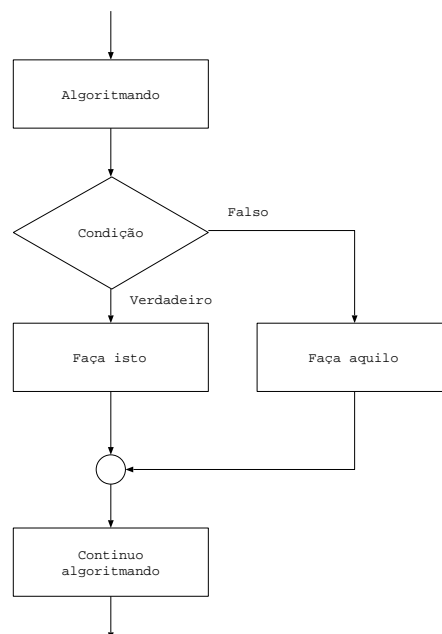 Algoritmando
Condição
Falso
Verdadeiro
Faça isto
Faça aquilo
Continuo
algoritmando